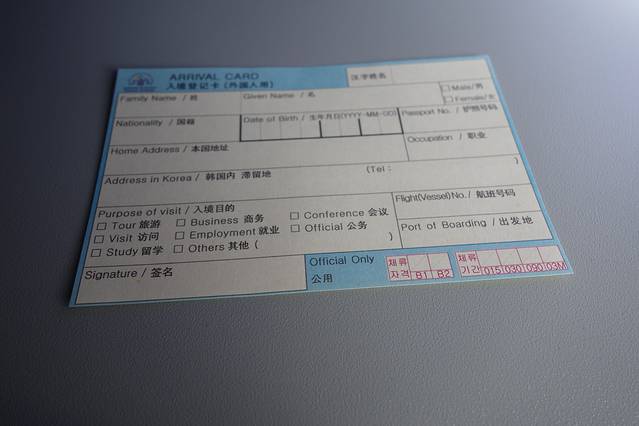 ARRIVAL CARD
入境登记卡 (外国人用)
汉字姓名
Family Name / 姓
Given Name / 名
□ Male/男
□ Female/女
Nationality / 国籍
Date of Birth / 生年月日(YYYY-MM-DD)
Passport No. / 护照号码
Home Address / 本国地址
Occupation / 职业
Address in Korea / 韩国内 滞留地
(Tel : )
Purpose of visit / 入境目的
□ Tour 旅游 □ Business 商务 □ Conference 会议
□ Visit 访问 □ Employment 就业 □ Official 公务
□ Study 留学 □ Others 其他 ( )
Flight(Vessel)No. / 航班号码
Port of Boarding / 出发地
Signature / 签名
Official Only
公用
체류
자격 B1 B2
체류
기간 015 030 090 03M